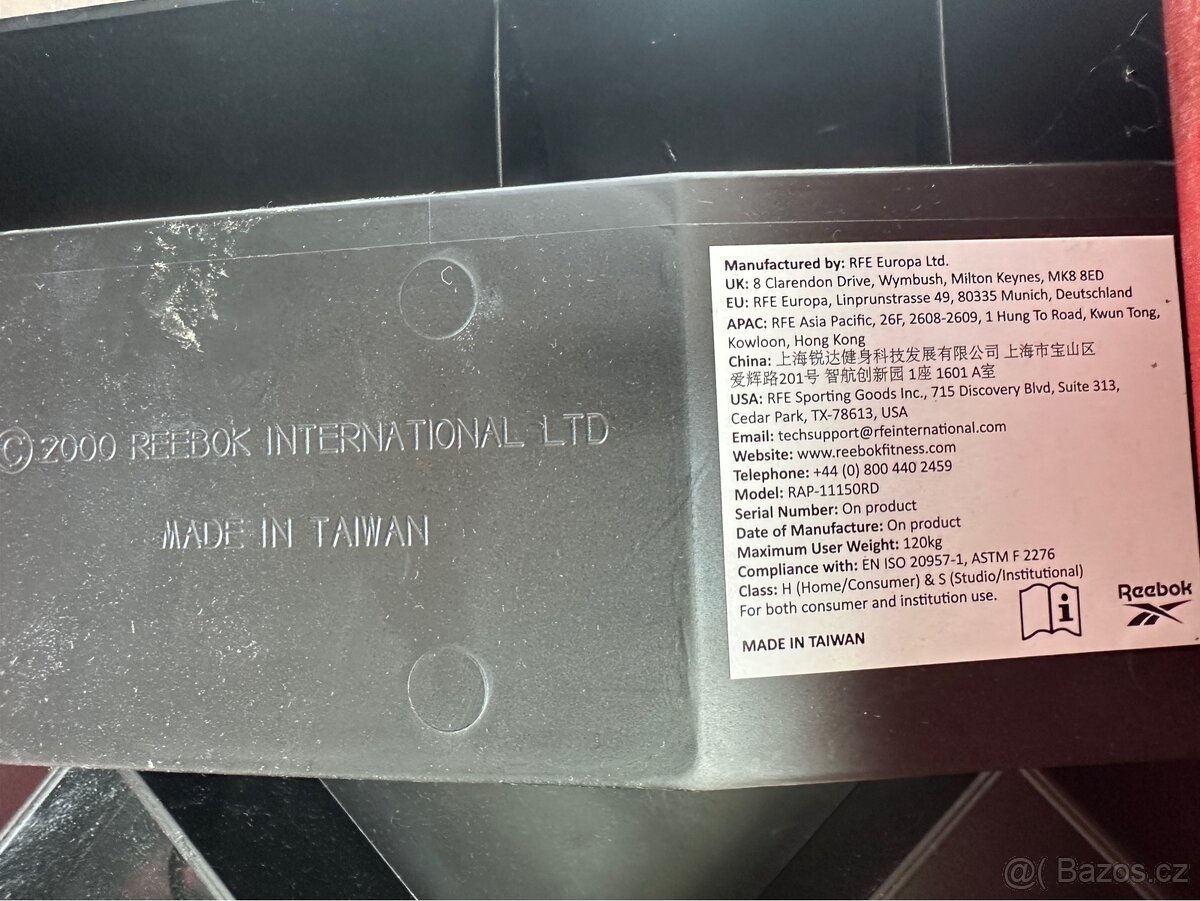 © 2000 REEBOK INTERNATIONAL LTD
MADE IN TAIWAN
Manufactured by: RFE Europa Ltd.
UK: 8 Clarendon Drive, Wymbush, Milton Keynes, MK8 8ED
EU: RFE Europa, Linprunstrasse 49, 80335 Munich, Deutschland
APAC: RFE Asia Pacific, 26F, 2608-2609, 1 Hung To Road, Kwun Tong,
Kowloon, Hong Kong
China: 上海锐达健身科技发展有限公司 上海市宝山区
爱辉路201号 智航创新园 1座 1601 A室
USA: RFE Sporting Goods Inc., 715 Discovery Blvd, Suite 313,
Cedar Park, TX-78613, USA
Email: techsupport@rfeinternational.com
Website: www.reebokfitness.com
Telephone: +44 (0) 800 440 2459
Model: RAP-11150RD
Serial Number: On product
Date of Manufacture: On product
Maximum User Weight: 120kg
Compliance with: EN ISO 20957-1, ASTM F 2276
Class: H (Home/Consumer) & S (Studio/Institutional)
For both consumer and institution use.
MADE IN TAIWAN
Reebok
@( Bazos.cz